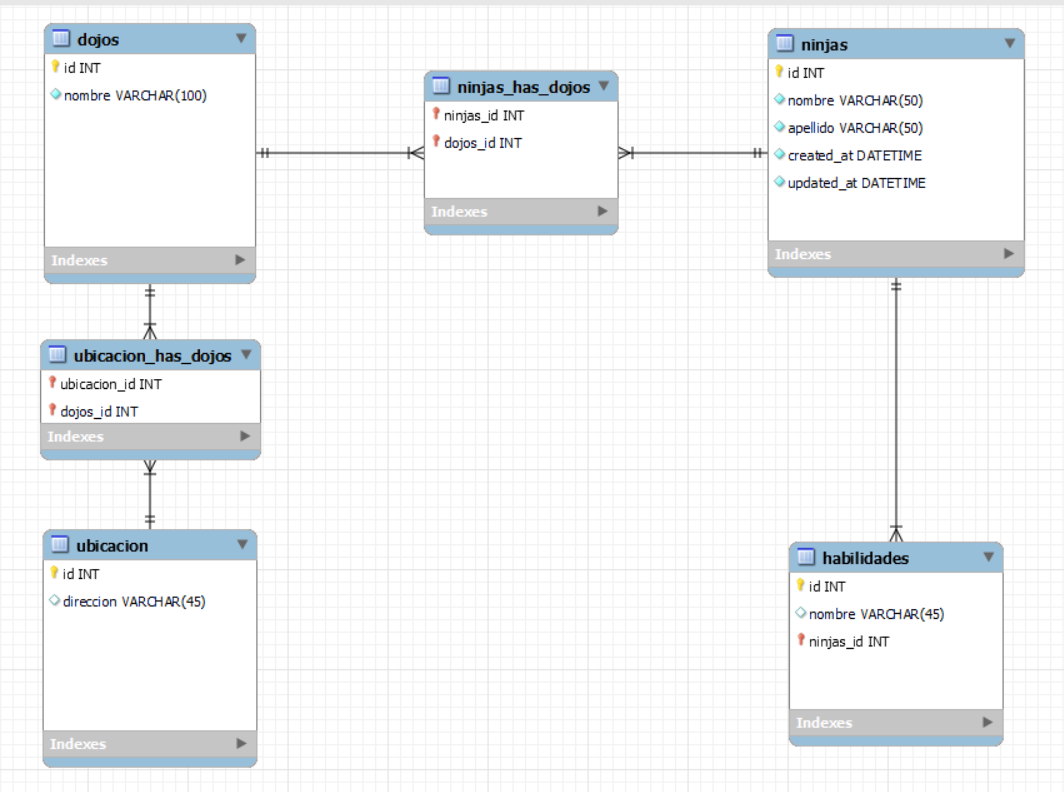 dojos
id INT
nombre VARCHAR(100)
Indexes
ninjas_has_dojos
ninjas_id INT
dojos_id INT
Indexes
ninjas
id INT
nombre VARCHAR(50)
apellido VARCHAR(50)
created_at DATETIME
updated_at DATETIME
Indexes
ubicacion_has_dojos
ubicacion_id INT
dojos_id INT
Indexes
ubicacion
id INT
direccion VARCHAR(45)
Indexes
habilidades
id INT
nombre VARCHAR(45)
ninjas_id INT
Indexes